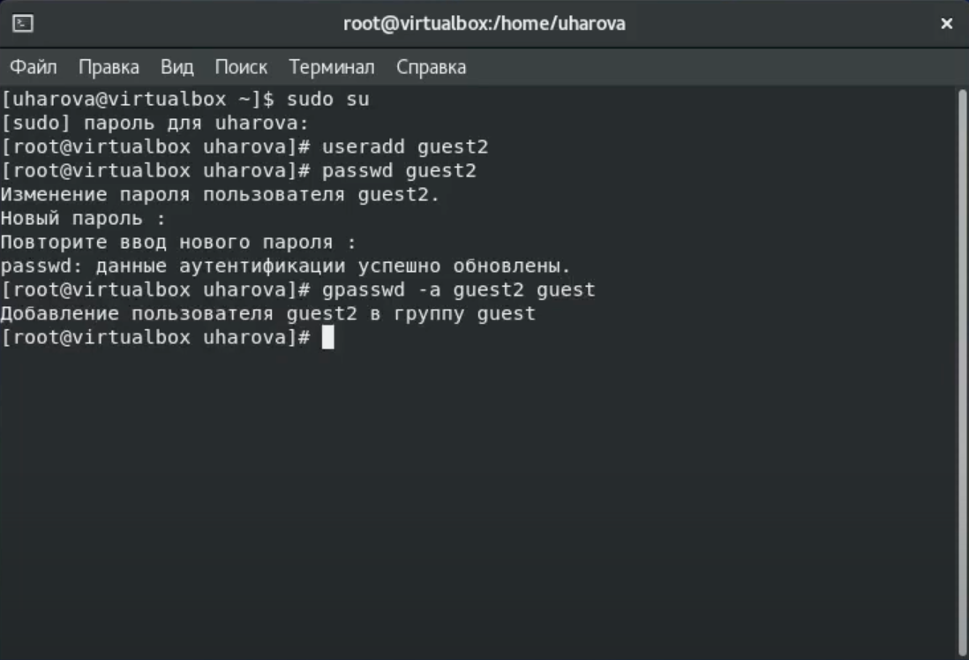 root@virtualbox:/home/uharova
Файл Правка Вид Поиск Терминал Справка
[uharova@virtualbox ~]$ sudo su
[sudo] пароль для uharova:
[root@virtualbox uharova]# useradd guest2
[root@virtualbox uharova]# passwd guest2
Изменение пароля пользователя guest2.
Новый пароль :
Повторите ввод нового пароля :
passwd: данные аутентификации успешно обновлены.
[root@virtualbox uharova]# gpasswd -a guest2 guest
Добавление пользователя guest2 в группу guest
[root@virtualbox uharova]#